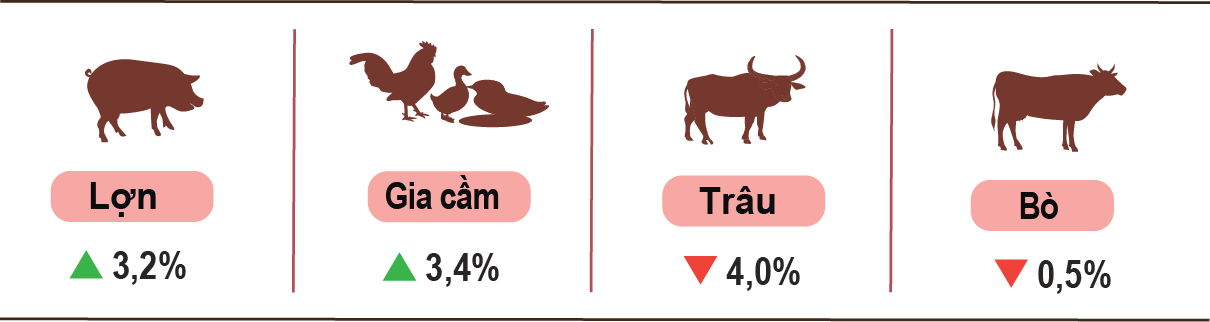 Lợn
Gia cầm
Trâu
Bò
3,2%
3,4%
4,0%
0,5%